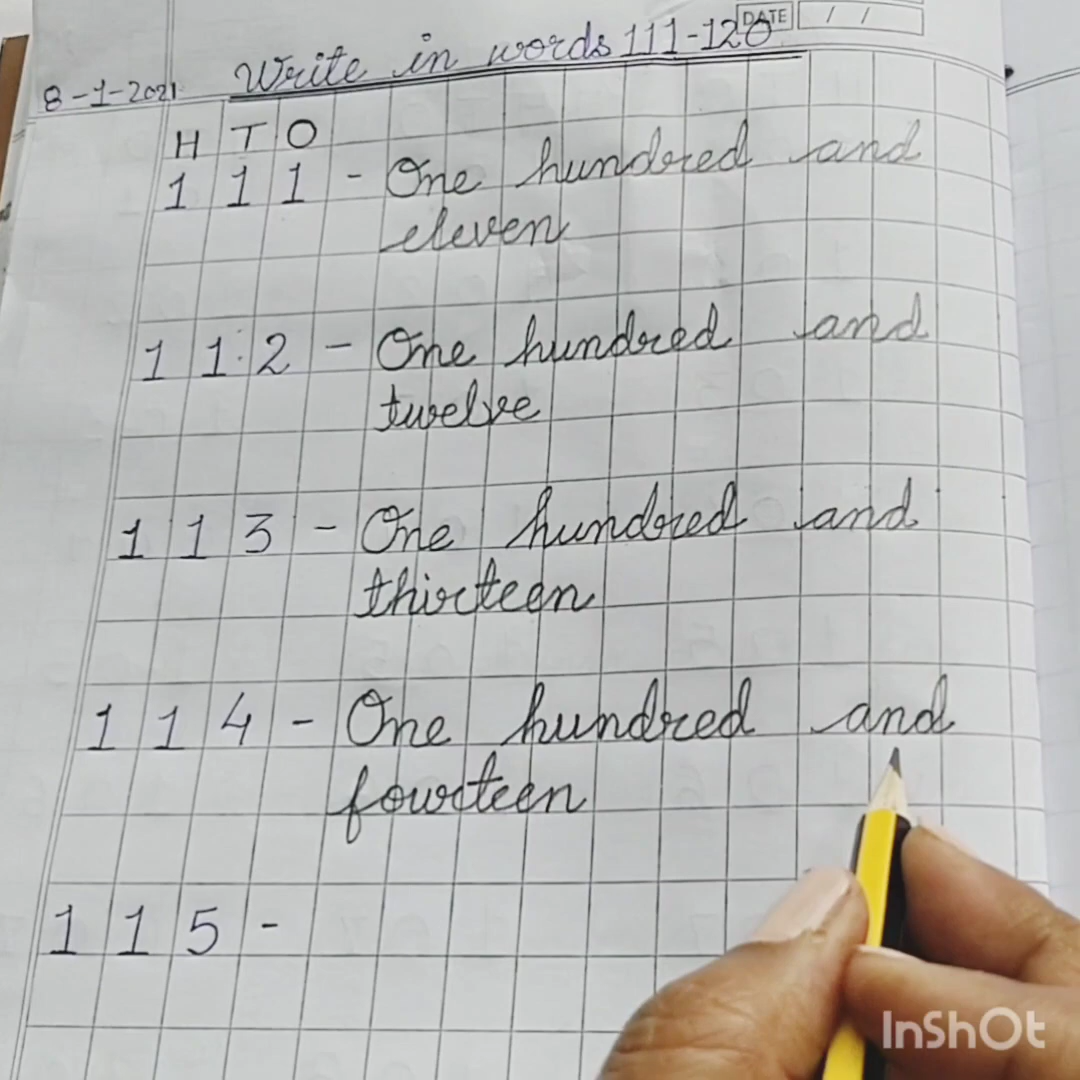 DATE / /
Write in words 111-120
8-1-2021
H T O
1 1 1 - One hundred and
eleven
1 1 2 - One hundred and
twelve
1 1 3 - One hundred and
thirteen
1 1 4 - One hundred and
fourteen
1 1 5 -
InShOt